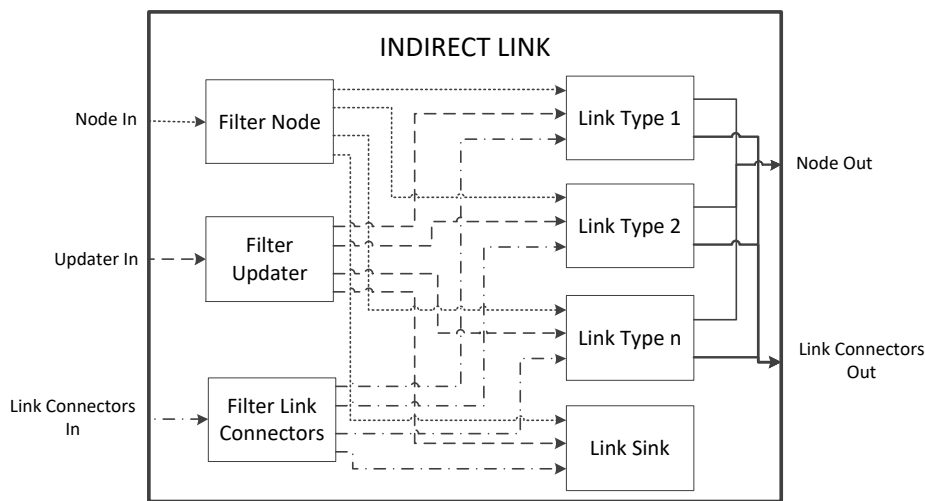 INDIRECT LINK
Node In
Filter Node
Link Type 1
Node Out
Link Type 2
Updater In
Filter
Updater
Link Type n
Link Connectors
Out
Link Connectors
In
Filter Link
Connectors
Link Sink